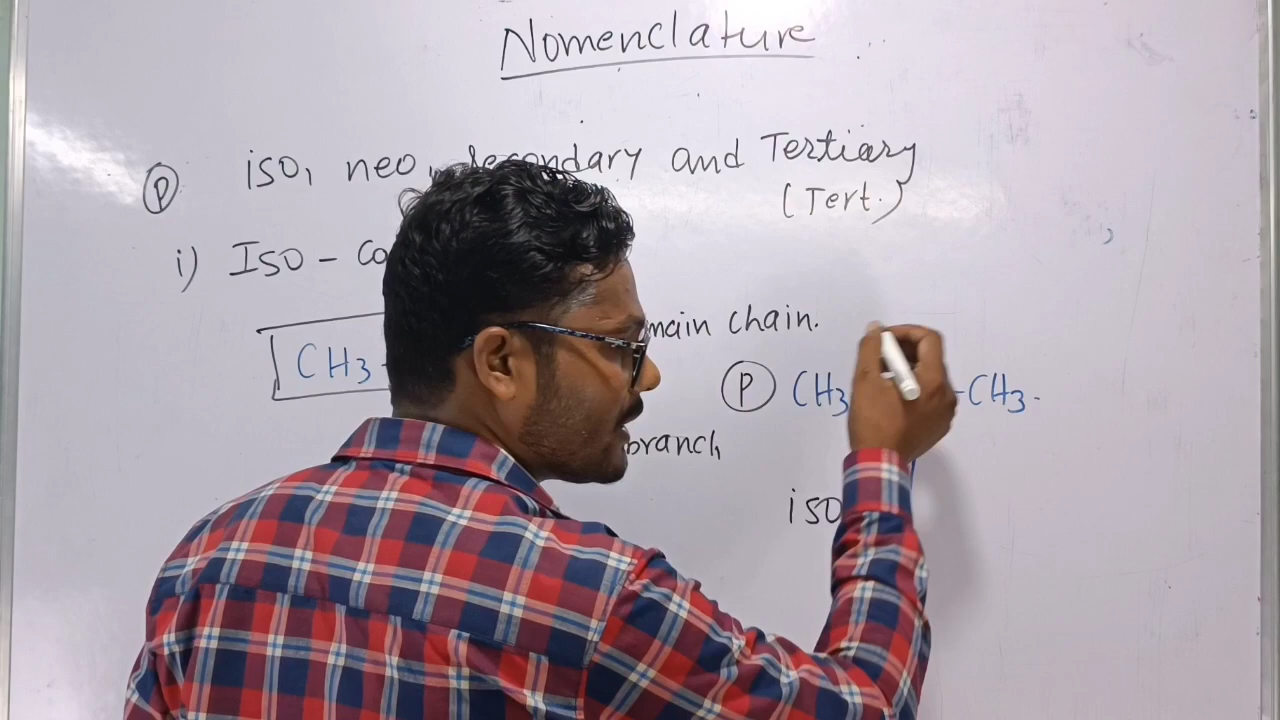 Nomenclature
(P) iso, neo, secondary and Tertiary
(Tert.)
i) Iso - Co
main chain.
CH3-
(P) CH3 -CH3.
branch
iso